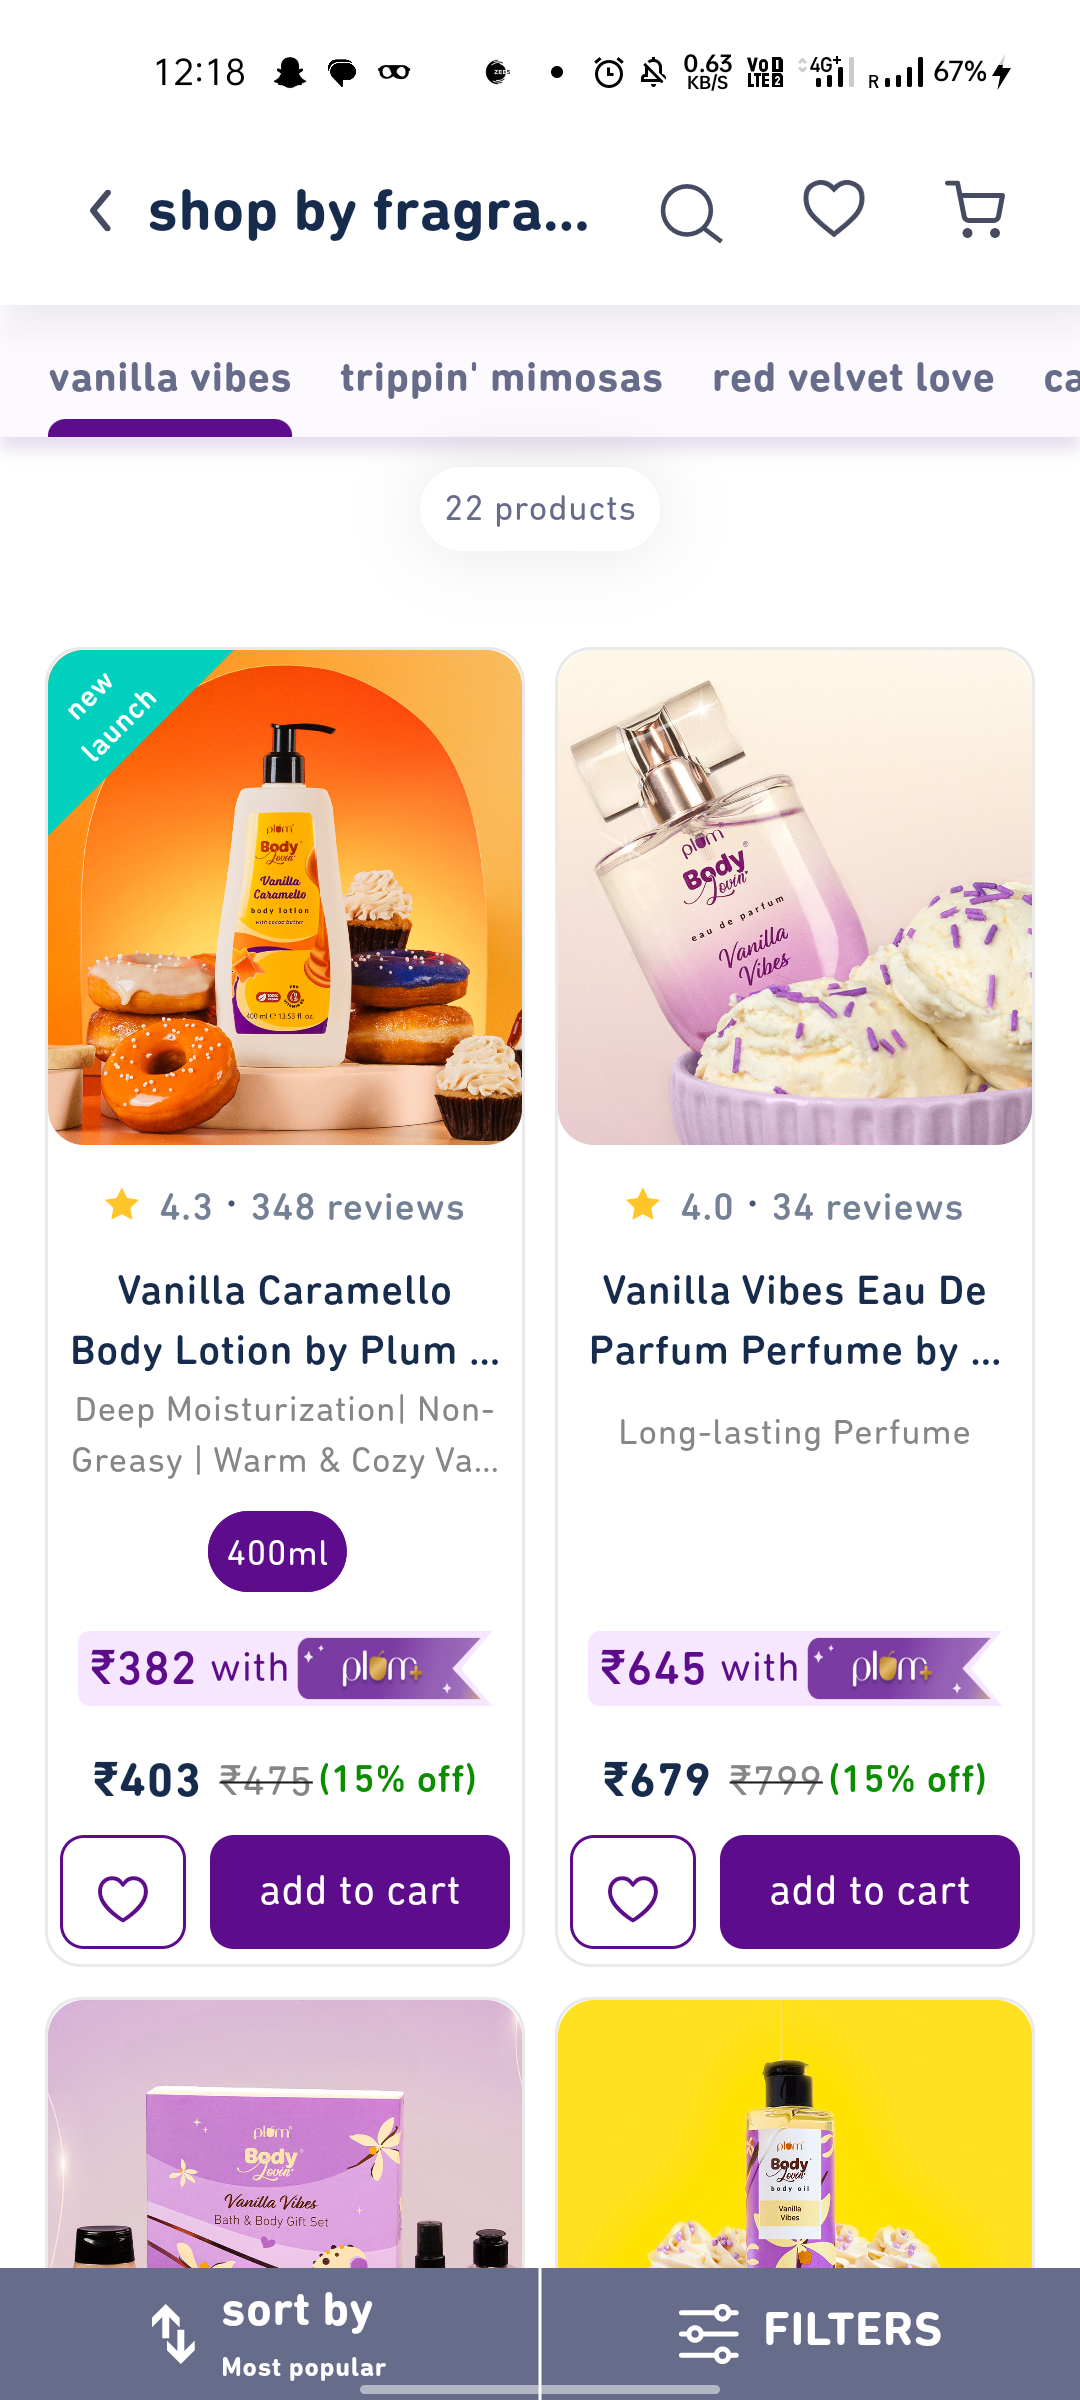 12:18
0.63
KB/S
Vo 1
LTE 2
4G+
R
67%
shop by fragra...
vanilla vibes
trippin' mimosas
red velvet love
ca
22 products
new
launch
plum
Body
Lovin'
Vanilla
Caramello
body lotion
with cocoa butter
100%
400 ml e 13.53 fl. oz.
plum
Body
Lovin'
eau de parfum
Vanilla
Vibes
4.3 · 348 reviews
4.0 · 34 reviews
Vanilla Caramello
Body Lotion by Plum ...
Vanilla Vibes Eau De
Parfum Perfume by ...
Deep Moisturization| Non-
Greasy | Warm & Cozy Va...
Long-lasting Perfume
400ml
₹382 with plum+
₹645 with plum+
₹403 ₹475 (15% off)
₹679 ₹799 (15% off)
add to cart
add to cart
plum
Body
Lovin'
Vanilla Vibes
Bath & Body Gift Set
plum
Body
Lovin'
body oil
Vanilla
Vibes
sort by
Most popular
FILTERS